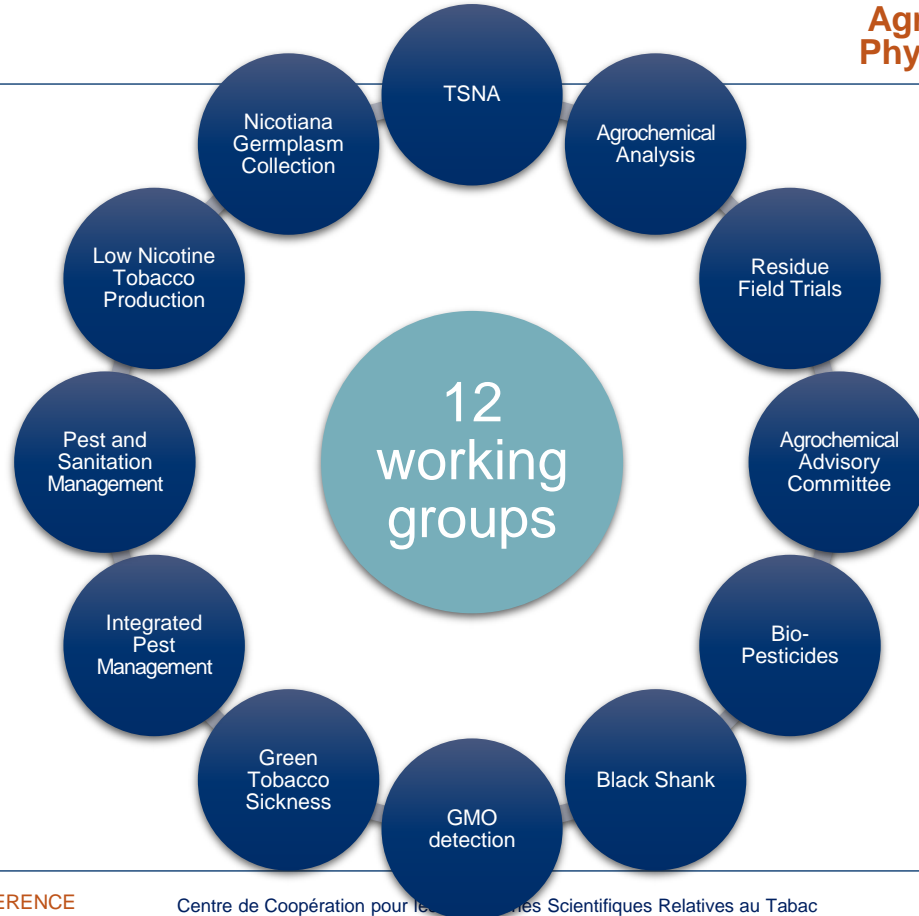 Agr
Phy
TSNA
Agrochemical
Analysis
Residue
Field Trials
Agrochemical
Advisory
Committee
Bio-
Pesticides
Black Shank
GMO
detection
Green
Tobacco
Sickness
Integrated
Pest
Management
Pest and
Sanitation
Management
Low Nicotine
Tobacco
Production
Nicotiana
Germplasm
Collection
12
working
groups
ERENCE
Centre de Coopération pour Scientifiques Relatives au Tabac